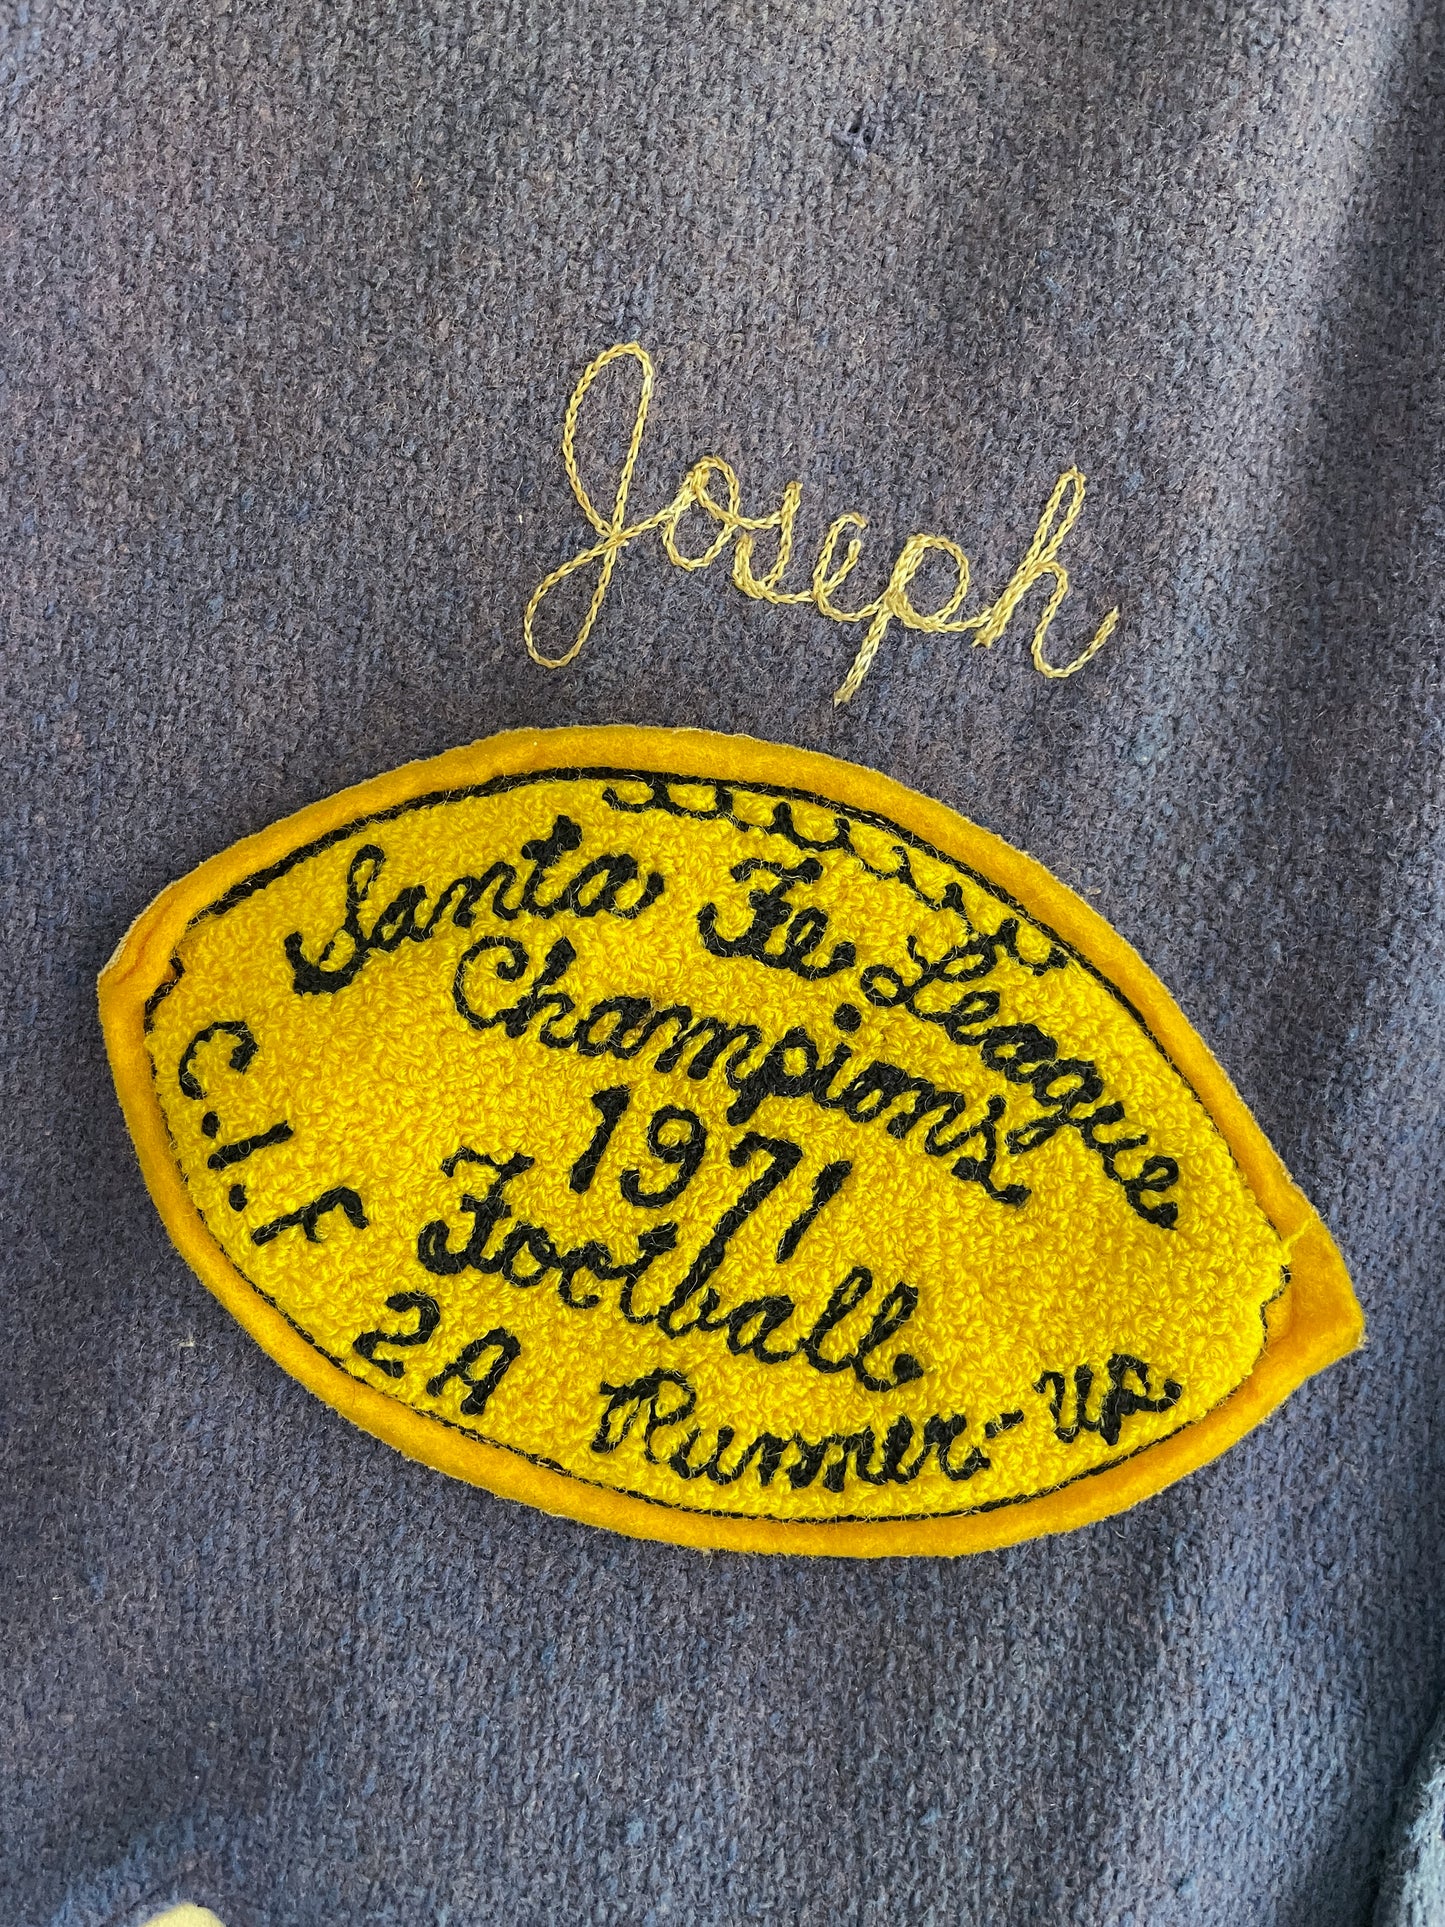 Joseph
Santa Fe League
Champions
1971
C.I.F Football
2A Runner-UP